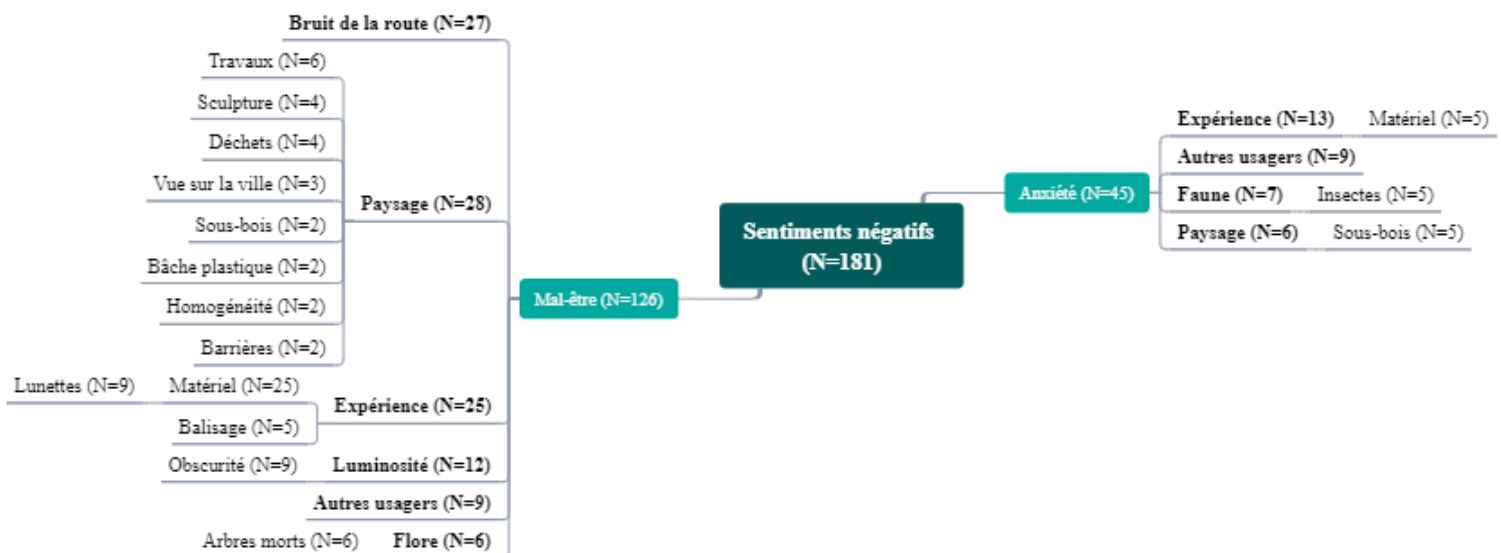 Bruit de la route (N=27)
Travaux (N=6)
Sculpture (N=4)
Déchets (N=4)
Vue sur la ville (N=3)
Paysage (N=28)
Sous-bois (N=2)
Bâche plastique (N=2)
Homogénéité (N=2)
Barrières (N=2)
Lunettes (N=9)
Matériel (N=25)
Expérience (N=25)
Balisage (N=5)
Obscurité (N=9)
Luminosité (N=12)
Autres usagers (N=9)
Arbres morts (N=6)
Flore (N=6)
Mal-être (N=126)
Sentiments négatifs
(N=181)
Anxiété (N=45)
Expérience (N=13)
Matériel (N=5)
Autres usagers (N=9)
Faune (N=7)
Insectes (N=5)
Paysage (N=6)
Sous-bois (N=5)